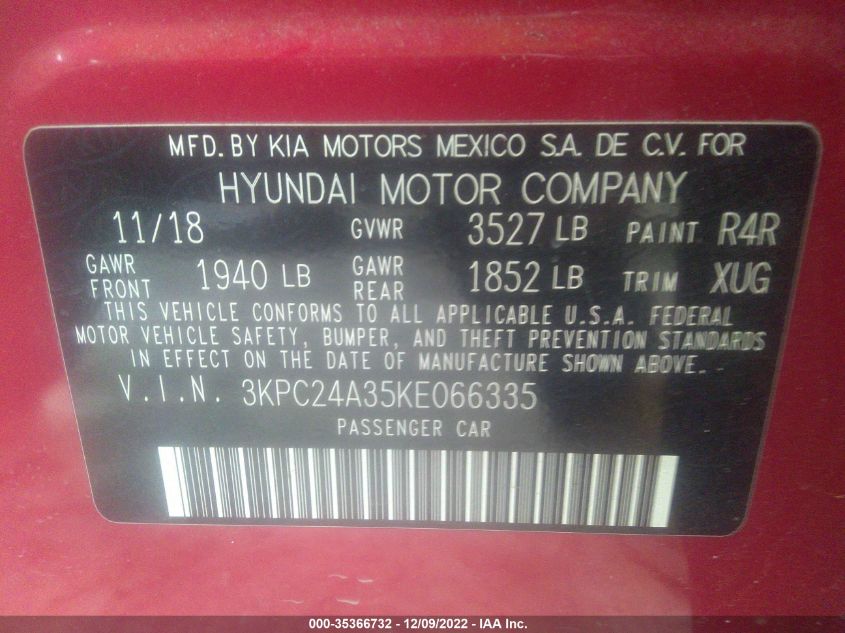 MFD. BY KIA MOTORS MEXICO S.A. DE C.V. FOR
HYUNDAI MOTOR COMPANY
11/18 GVWR 3527 LB PAINT R4R
GAWR FRONT 1940 LB GAWR REAR 1852 LB TRIM XUG
THIS VEHICLE CONFORMS TO ALL APPLICABLE U.S.A. FEDERAL
MOTOR VEHICLE SAFETY, BUMPER, AND THEFT PREVENTION STANDARDS
IN EFFECT ON THE DATE OF MANUFACTURE SHOWN ABOVE.
V.I.N. 3KPC24A35KE066335
PASSENGER CAR
000-35366732 - 12/09/2022 - IAA Inc.